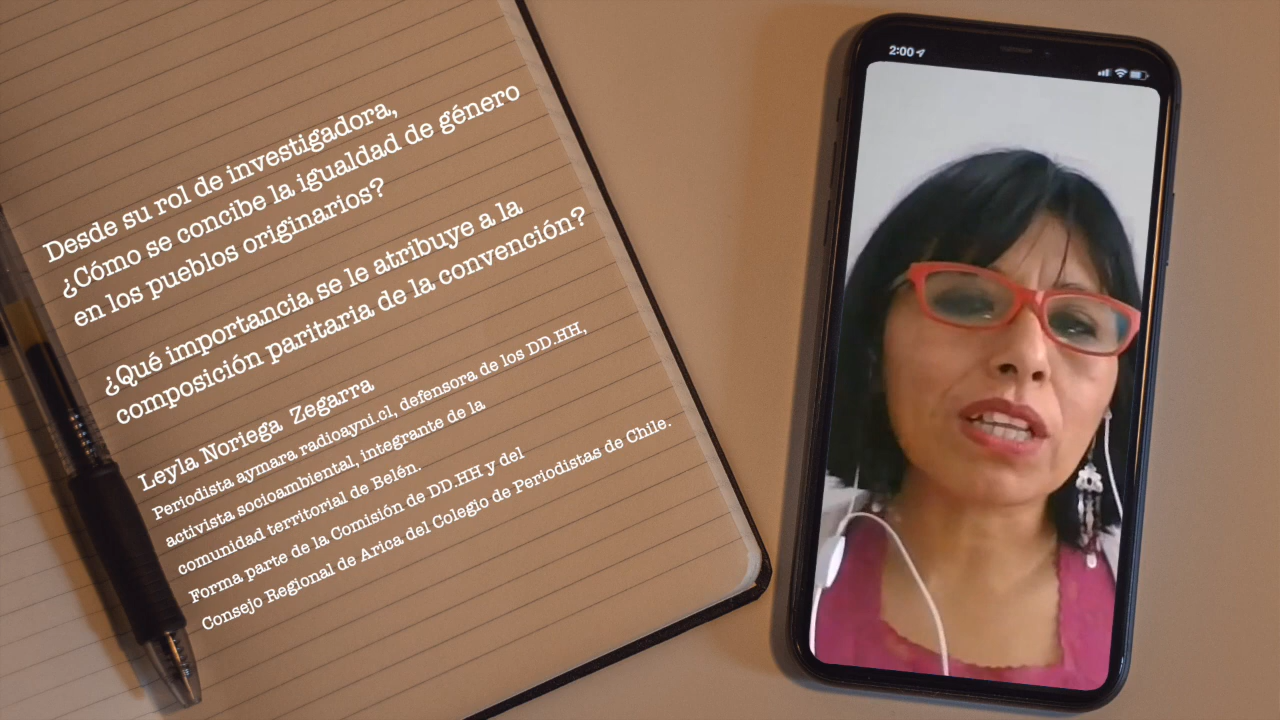 Desde su rol de investigadora,
¿Cómo se concibe la igualdad de género
en los pueblos originarios?
¿Qué importancia se le atribuye a la
composición paritaria de la convención?
Leyla Noriega Zegarra
Periodista aymara radioayni.cl, defensora de los DD.HH,
activista socioambiental, integrante de la
comunidad territorial de Belén.
Forma parte de la Comisión de DD.HH y del
Consejo Regional de Arica del Colegio de Periodistas de Chile.
2:00